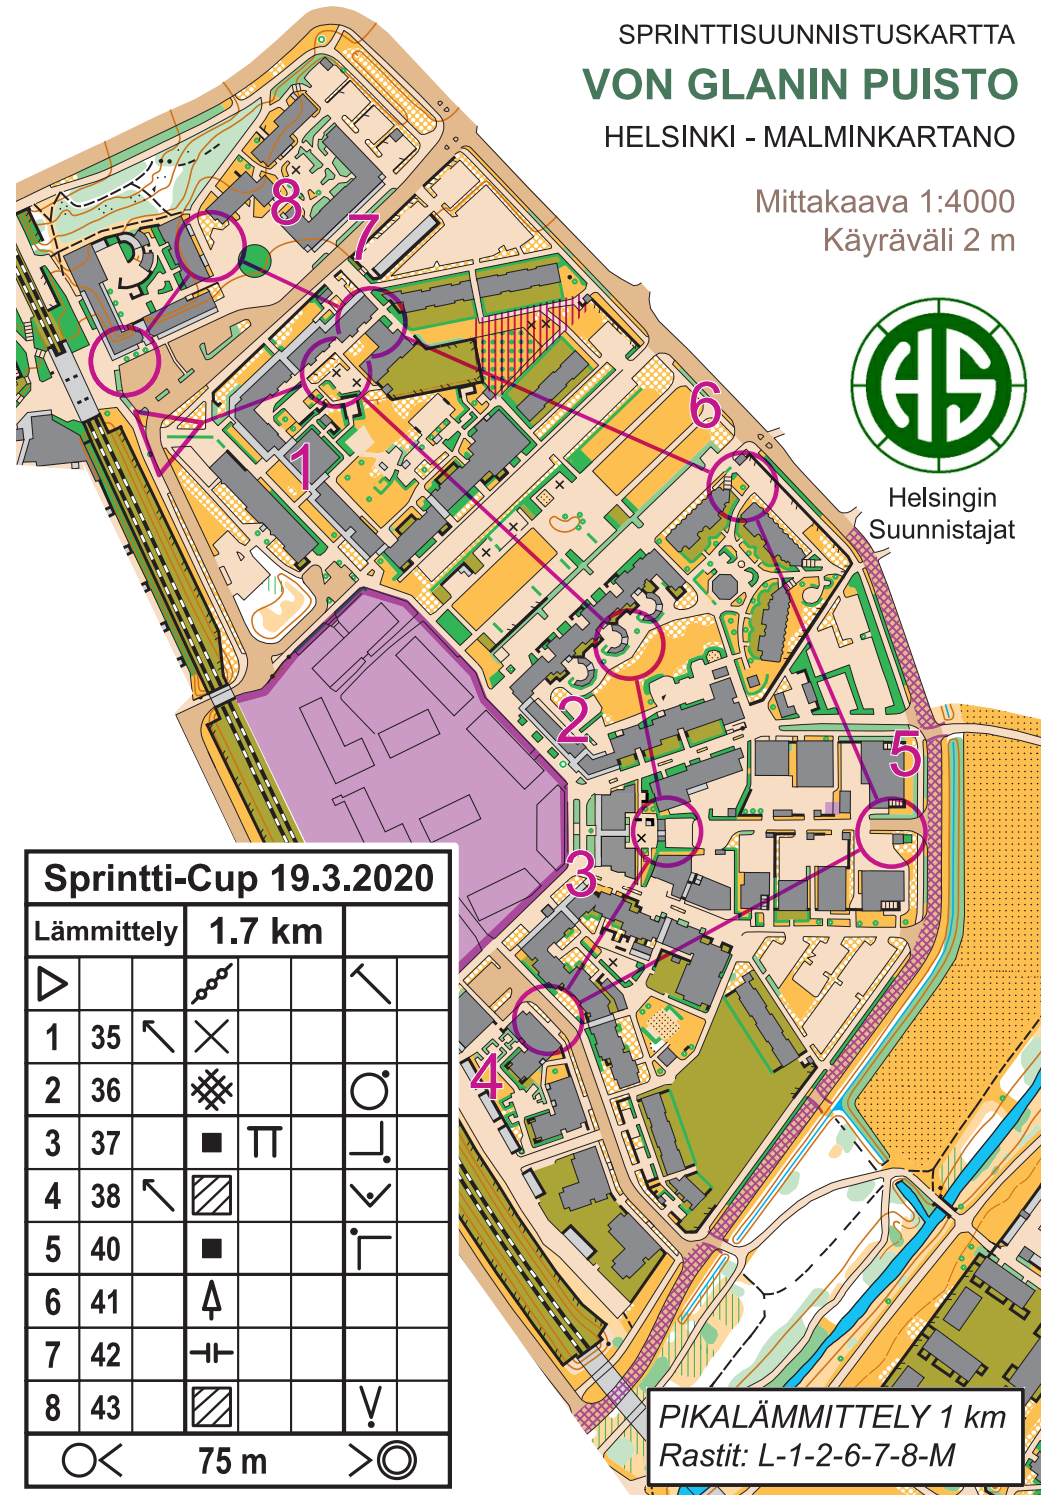 SPRINTTISUUNNISTUSKARTTA
VON GLANIN PUISTO
HELSINKI - MALMINKARTANO
Mittakaava 1:4000
Käyräväli 2 m
HS
Helsingin
Suunnistajat
8
7
6
1
2
5
3
4
Sprintti-Cup 19.3.2020
Lämmittely 1.7 km
1 35
2 36
3 37
4 38
5 40
6 41
7 42
8 43
75 m
PIKALÄMMITTELY 1 km
Rastit: L-1-2-6-7-8-M